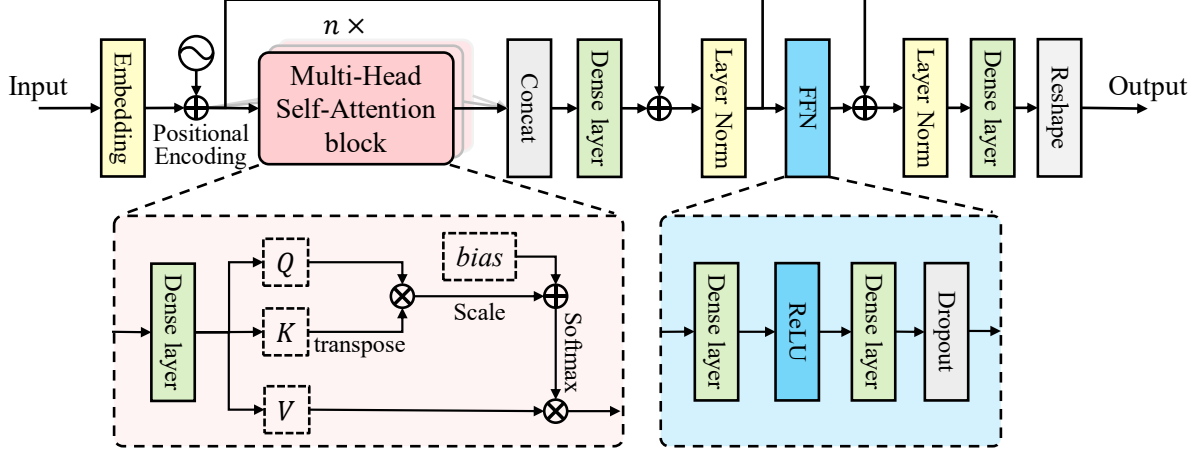 n ×
Input
Embedding
Positional
Encoding
Multi-Head
Self-Attention
block
Concat
Dense layer
Layer Norm
FFN
Layer Norm
Dense layer
Reshape
Output
Dense layer
Q
K
V
transpose
bias
Scale
Softmax
Dense layer
ReLU
Dense layer
Dropout